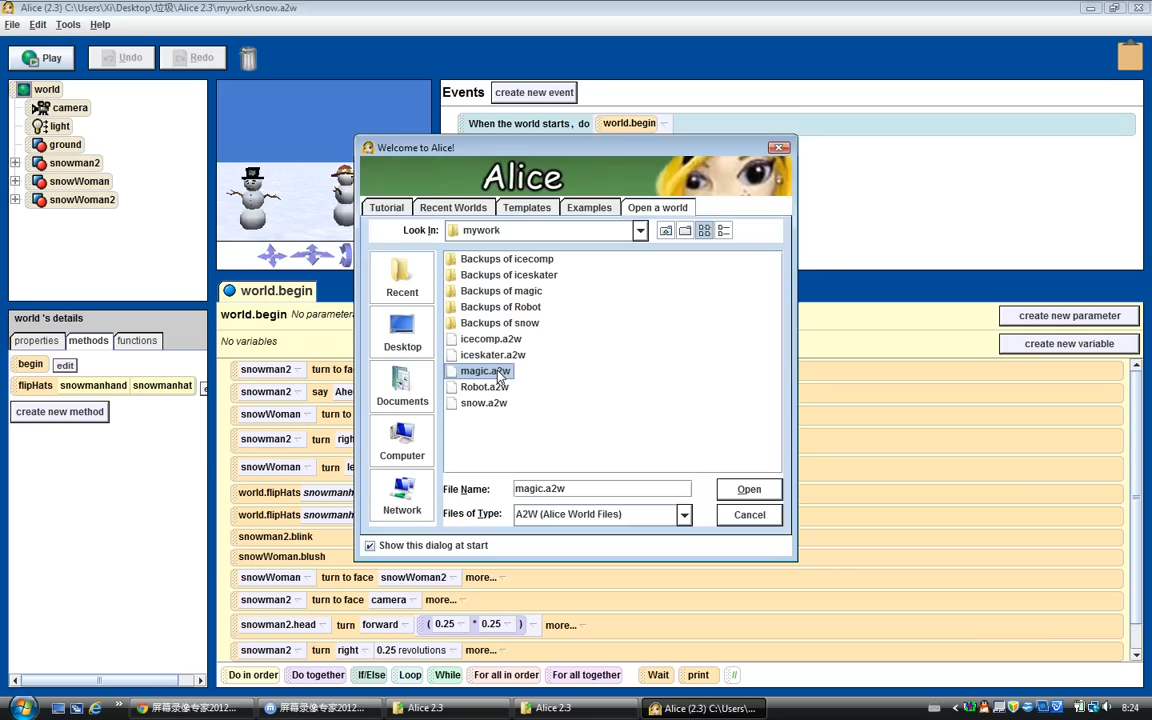 Alice (2.3) C:\Users\Xi\Desktop\垃圾\Alice 2.3\mywork\snow.a2w
File Edit Tools Help
Play Undo Redo
world
camera
light
ground
snowman2
snowWoman
snowWoman2
Events create new event
When the world starts, do world.begin
Welcome to Alice!
Alice
Tutorial Recent Worlds Templates Examples Open a world
Look In: mywork
Recent
Desktop
Documents
Computer
Network
Backups of icecomp
Backups of iceskater
Backups of magic
Backups of Robot
Backups of snow
icecomp.a2w
iceskater.a2w
magic.a2w
Robot.a2w
snow.a2w
File Name: magic.a2w Open
Files of Type: A2W (Alice World Files) Cancel
Show this dialog at start
world 's details
properties methods functions
begin edit
flipHats snowmanhand snowmanhat e
create new method
world.begin
world.begin No parameters
create new parameter
No variables
create new variable
snowman2 turn to fa
snowman2 say Ahe
snowWoman turn to
snowman2 turn righ
snowWoman turn le
world.flipHats snowmanh
world.flipHats snowmanh
snowman2.blink
snowWoman.blush
snowWoman turn to face snowWoman2 more...
snowman2 turn to face camera more...
snowman2.head turn forward ( 0.25 * 0.25 ) more...
snowman2 turn right 0.25 revolutions more...
Do in order Do together If/Else Loop While For all in order For all together Wait print //
屏幕录像专家2012... 屏幕录像专家2012... Alice 2.3 Alice 2.3 Alice (2.3) C:\Users\... 8:24